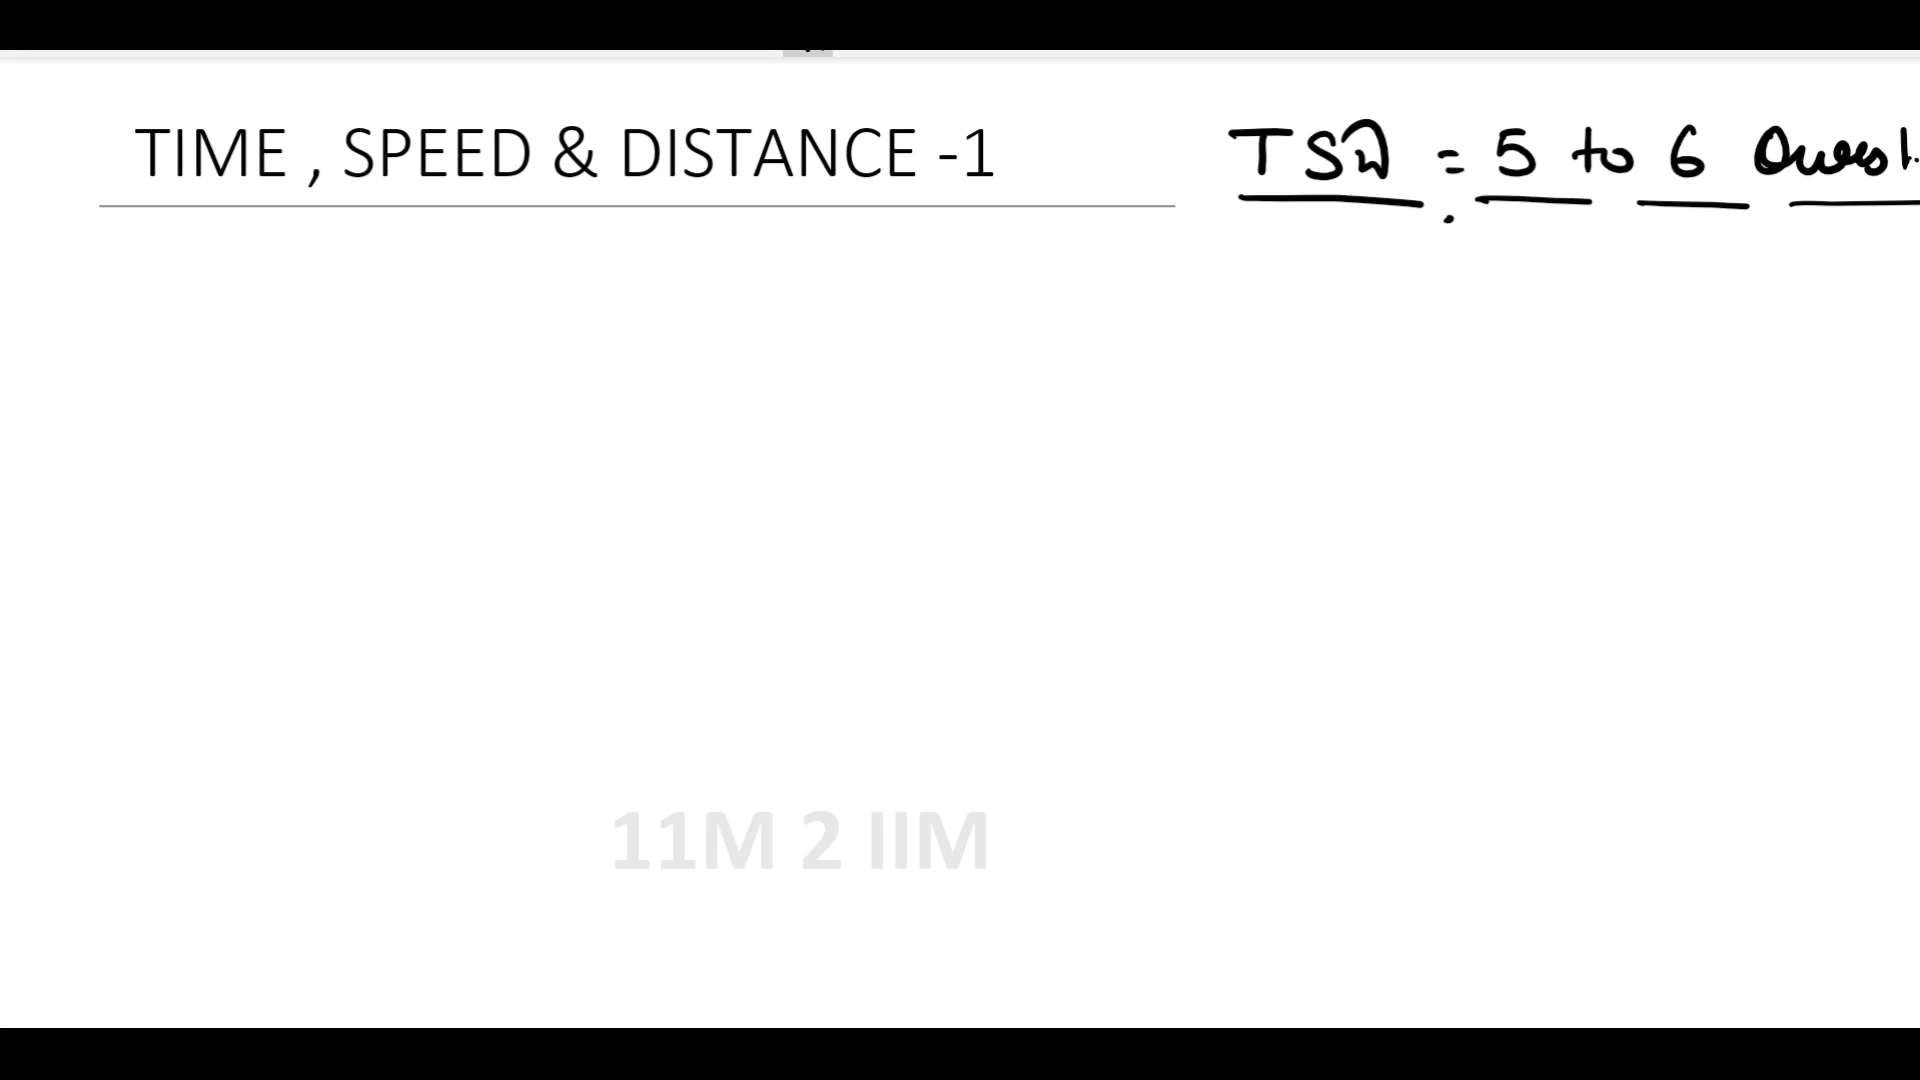 TIME , SPEED & DISTANCE -1
TSD = 5 to 6 Quest.
11M 2 IIM